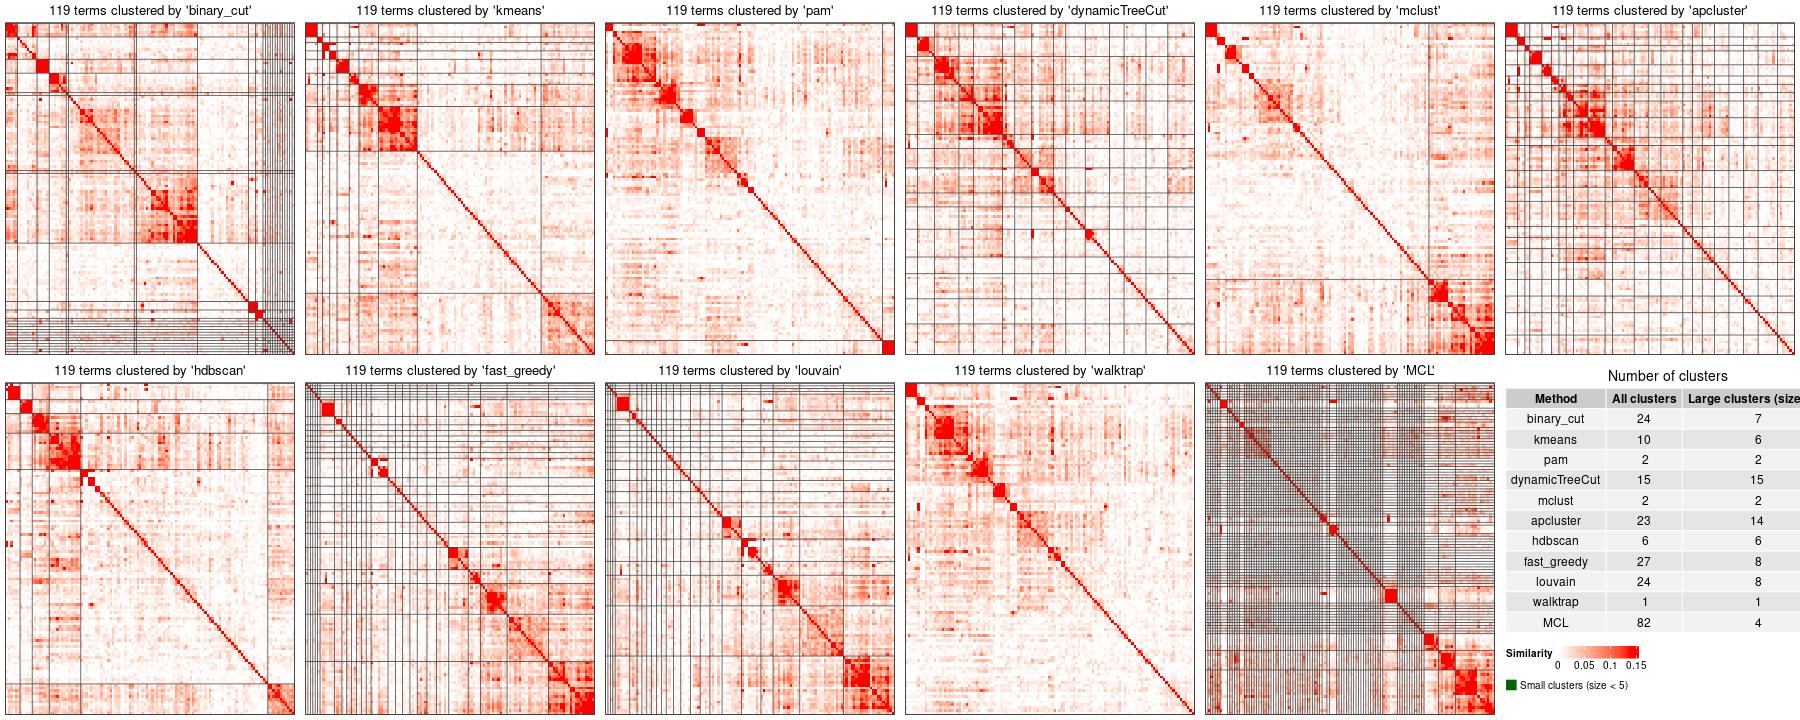 119 terms clustered by 'binary_cut'
119 terms clustered by 'kmeans'
119 terms clustered by 'pam'
119 terms clustered by 'dynamicTreeCut'
119 terms clustered by 'mclust'
119 terms clustered by 'apcluster'
119 terms clustered by 'hdbscan'
119 terms clustered by 'fast_greedy'
119 terms clustered by 'louvain'
119 terms clustered by 'walktrap'
119 terms clustered by 'MCL'
Number of clusters
Method All clusters Large clusters (size
binary_cut 24 7
kmeans 10 6
pam 2 2
dynamicTreeCut 15 15
mclust 2 2
apcluster 23 14
hdbscan 6 6
fast_greedy 27 8
louvain 24 8
walktrap 1 1
MCL 82 4
Similarity
0 0.05 0.1 0.15
Small clusters (size < 5)